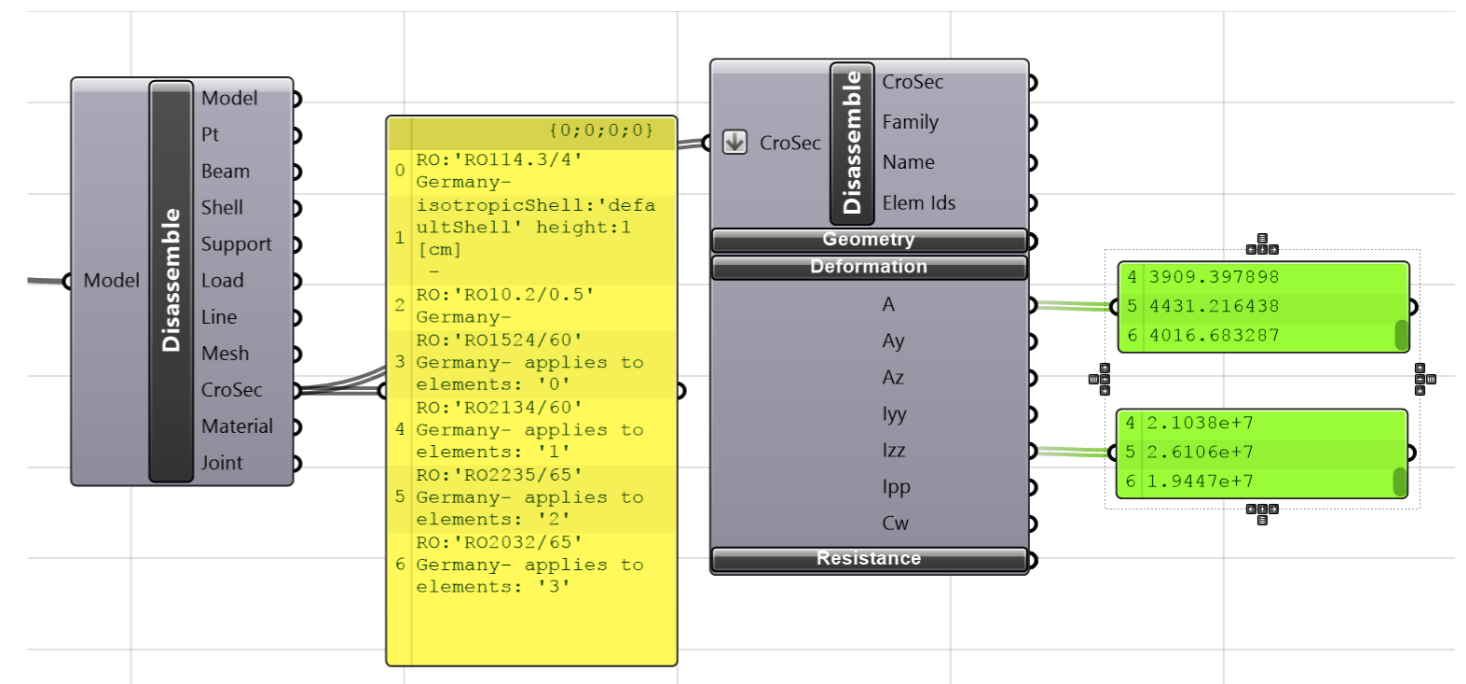 Disassemble
Model
Model
Pt
Beam
Shell
Support
Load
Line
Mesh
CroSec
Material
Joint
{0;0;0;0}
0 RO:'RO114.3/4'
Germany-
1 isotropicShell:'defa
ultShell' height:1
[cm]
-
2 RO:'RO10.2/0.5'
Germany-
3 RO:'RO1524/60'
Germany- applies to
elements: '0'
4 RO:'RO2134/60'
Germany- applies to
elements: '1'
5 RO:'RO2235/65'
Germany- applies to
elements: '2'
6 RO:'RO2032/65'
Germany- applies to
elements: '3'
CroSec
Disassemble
CroSec
Family
Name
Elem Ids
Geometry
Deformation
A
Ay
Az
Iyy
Izz
Ipp
Cw
Resistance
4 3909.397898
5 4431.216438
6 4016.683287
4 2.1038e+7
5 2.6106e+7
6 1.9447e+7